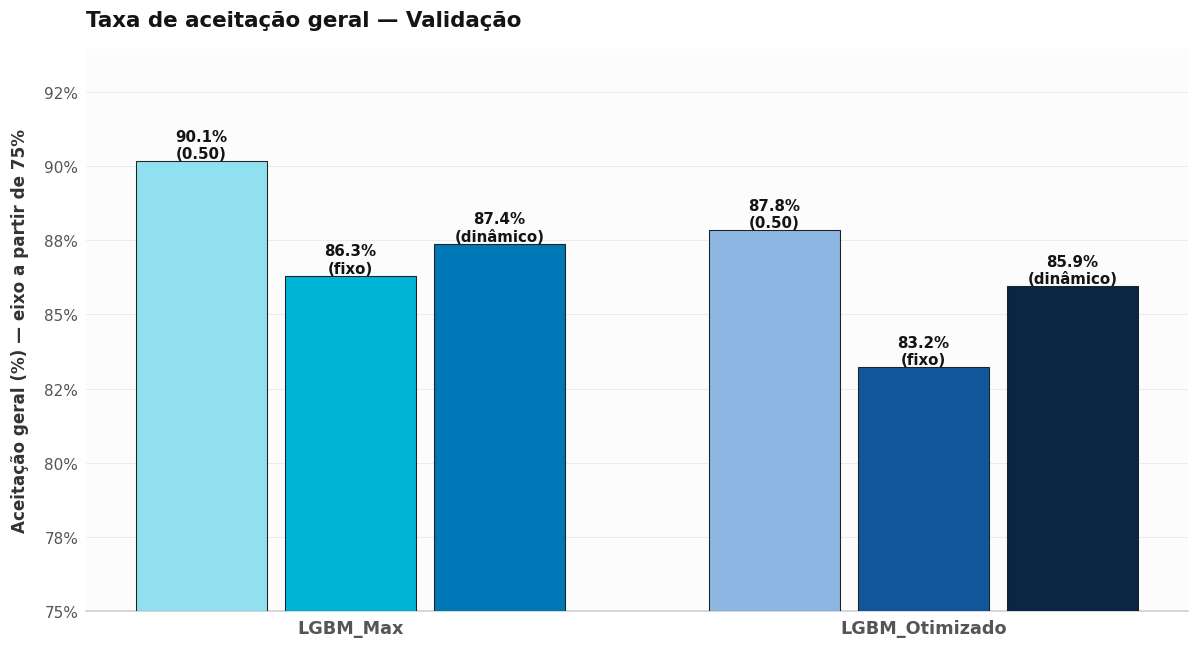 Taxa de aceitação geral — Validação
Aceitação geral (%) — eixo a partir de 75%
92%
90%
88%
85%
82%
80%
78%
75%
90.1%
(0.50)
86.3%
(fixo)
87.4%
(dinâmico)
87.8%
(0.50)
83.2%
(fixo)
85.9%
(dinâmico)
LGBM_Max
LGBM_Otimizado